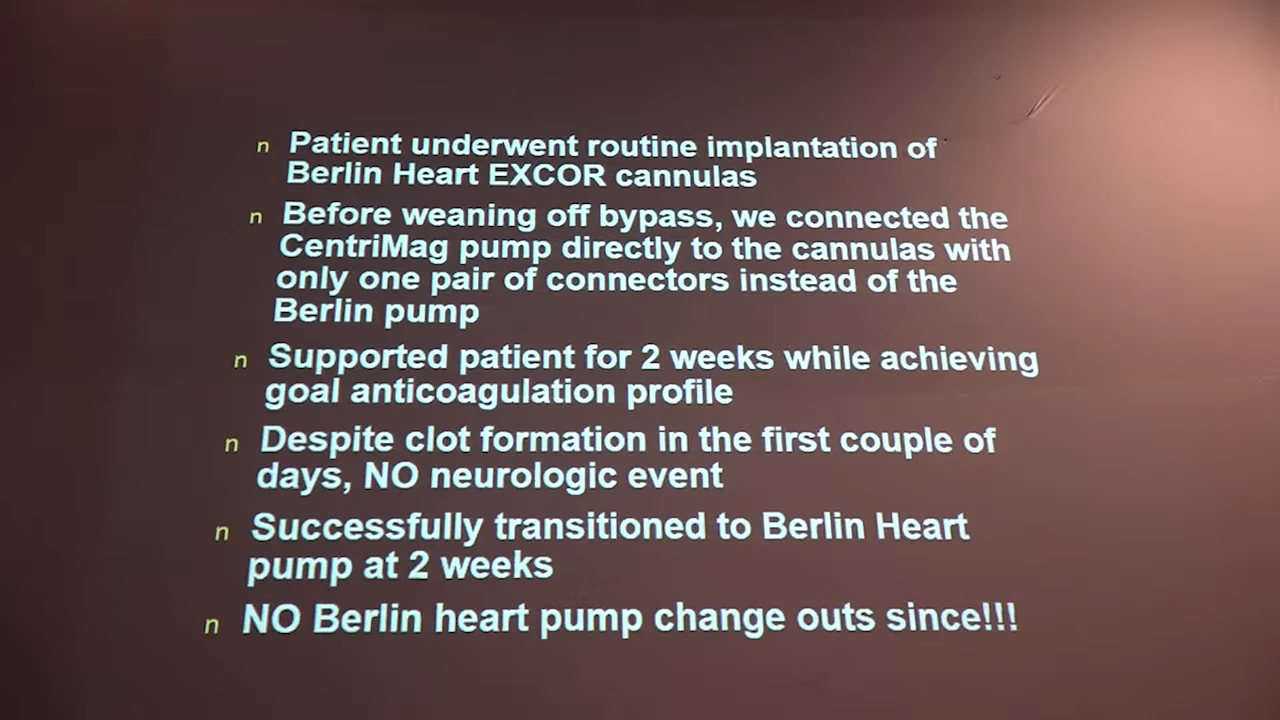 n Patient underwent routine implantation of
Berlin Heart EXCOR cannulas
n Before weaning off bypass, we connected the
CentriMag pump directly to the cannulas with
only one pair of connectors instead of the
Berlin pump
n Supported patient for 2 weeks while achieving
goal anticoagulation profile
n Despite clot formation in the first couple of
days, NO neurologic event
n Successfully transitioned to Berlin Heart
pump at 2 weeks
n NO Berlin heart pump change outs since!!!